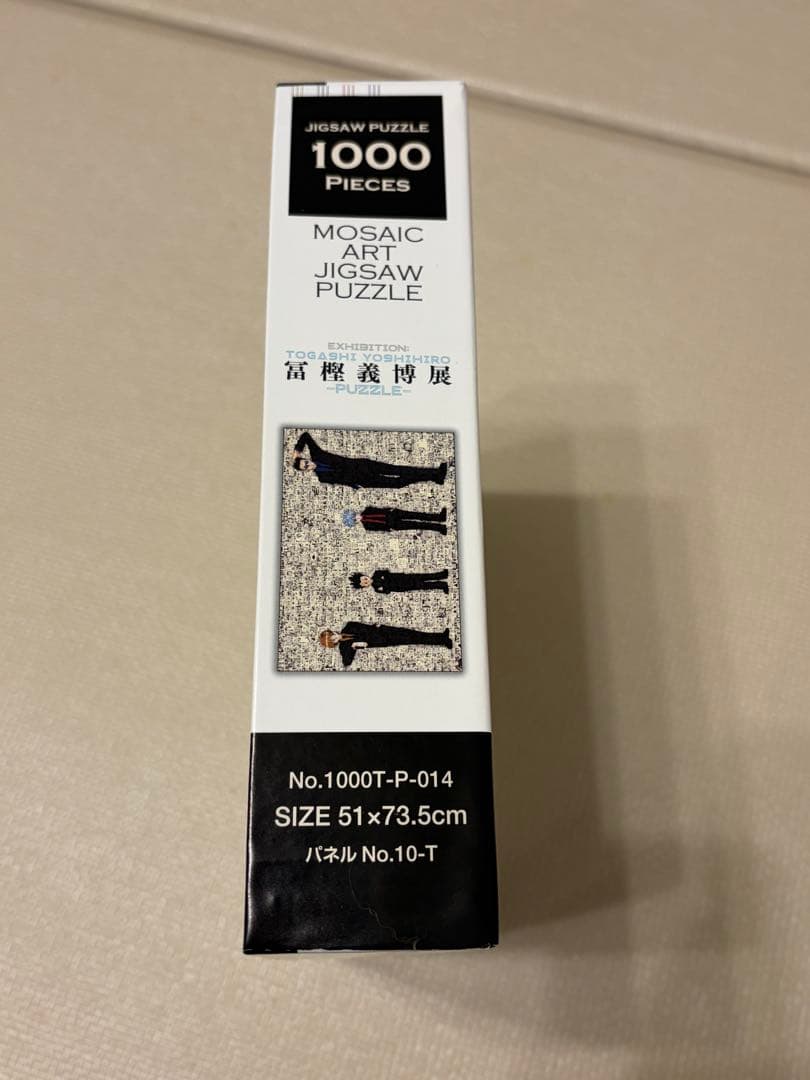 JIGSAW PUZZLE
1000
PIECES
MOSAIC
ART
JIGSAW
PUZZLE
EXHIBITION:
TOGASHI YOSHIHIRO
冨樫義博展
-PUZZLE-
No.1000T-P-014
SIZE 51×73.5cm
パネル No.10-T